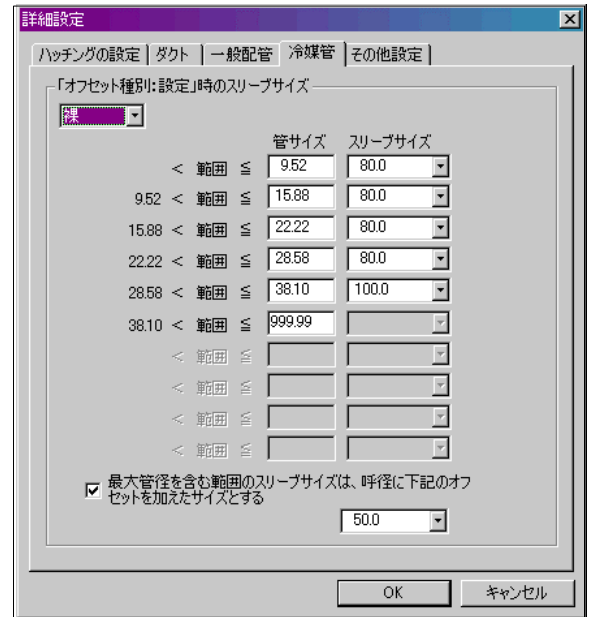 詳細設定
ハッチングの設定 ダクト 一般配管 冷媒管 その他設定
「オフセット種別:設定」時のスリーブサイズ
裸
管サイズ スリーブサイズ
< 範囲 ≦ 9.52 80.0
9.52 < 範囲 ≦ 15.88 80.0
15.88 < 範囲 ≦ 22.22 80.0
22.22 < 範囲 ≦ 28.58 80.0
28.58 < 範囲 ≦ 38.10 100.0
38.10 < 範囲 ≦ 999.99
< 範囲 ≦
< 範囲 ≦
< 範囲 ≦
< 範囲 ≦
最大管径を含む範囲のスリーブサイズは、呼径に下記のオフ
セットを加えたサイズとする
50.0
OK キャンセル